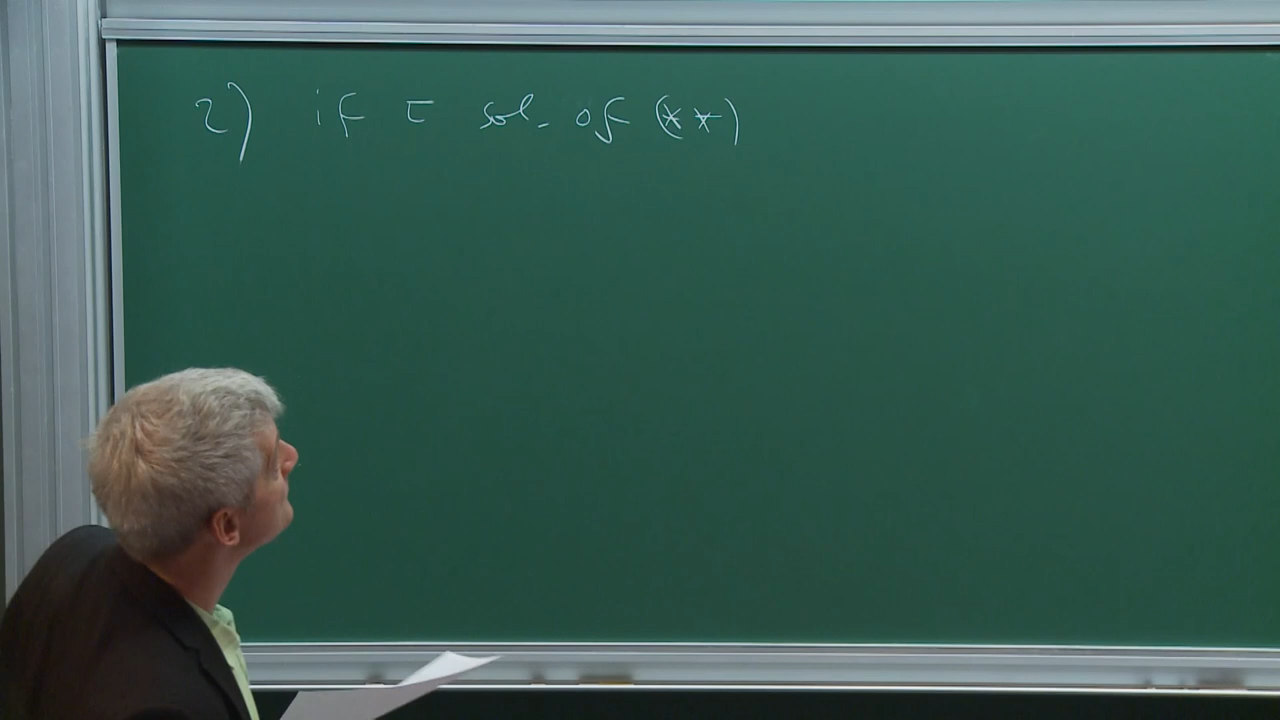 2) if τ sol. of (**)